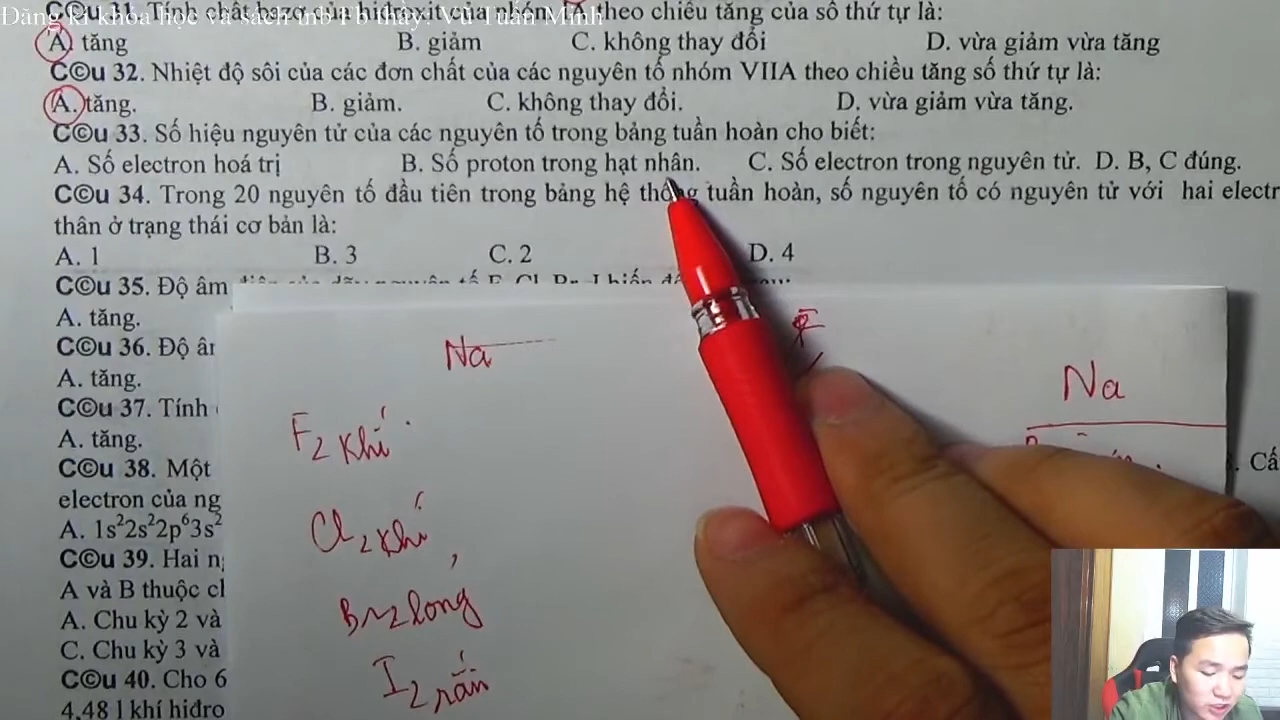 Đăng kí khóa học và sách inb Fb thầy: Vũ Tuấn Minh
C©u 31. Tính chất bazơ của hiđroxit của nhóm IA theo chiều tăng của số thứ tự là:
A. tăng B. giảm C. không thay đổi D. vừa giảm vừa tăng
C©u 32. Nhiệt độ sôi của các đơn chất của các nguyên tố nhóm VIIA theo chiều tăng số thứ tự là:
A. tăng. B. giảm. C. không thay đổi. D. vừa giảm vừa tăng.
C©u 33. Số hiệu nguyên tử của các nguyên tố trong bảng tuần hoàn cho biết:
A. Số electron hoá trị B. Số proton trong hạt nhân. C. Số electron trong nguyên tử. D. B, C đúng.
C©u 34. Trong 20 nguyên tố đầu tiên trong bảng hệ thống tuần hoàn, số nguyên tố có nguyên tử với hai electr
thân ở trạng thái cơ bản là:
A. 1 B. 3 C. 2 D. 4
C©u 35. Độ âm
A. tăng.
C©u 36. Độ âr
A. tăng.
C©u 37. Tính
A. tăng.
C©u 38. Một
electron của ng
A. 1s²2s²2p⁶3s²
C©u 39. Hai n
A và B thuộc cl
A. Chu kỳ 2 và
C. Chu kỳ 3 và
C©u 40. Cho 6
4,48 l khí hiđro
Na
F₂ khí
Cl₂ khí
Br₂ lỏng
I₂ rắn
Na
. Cấ